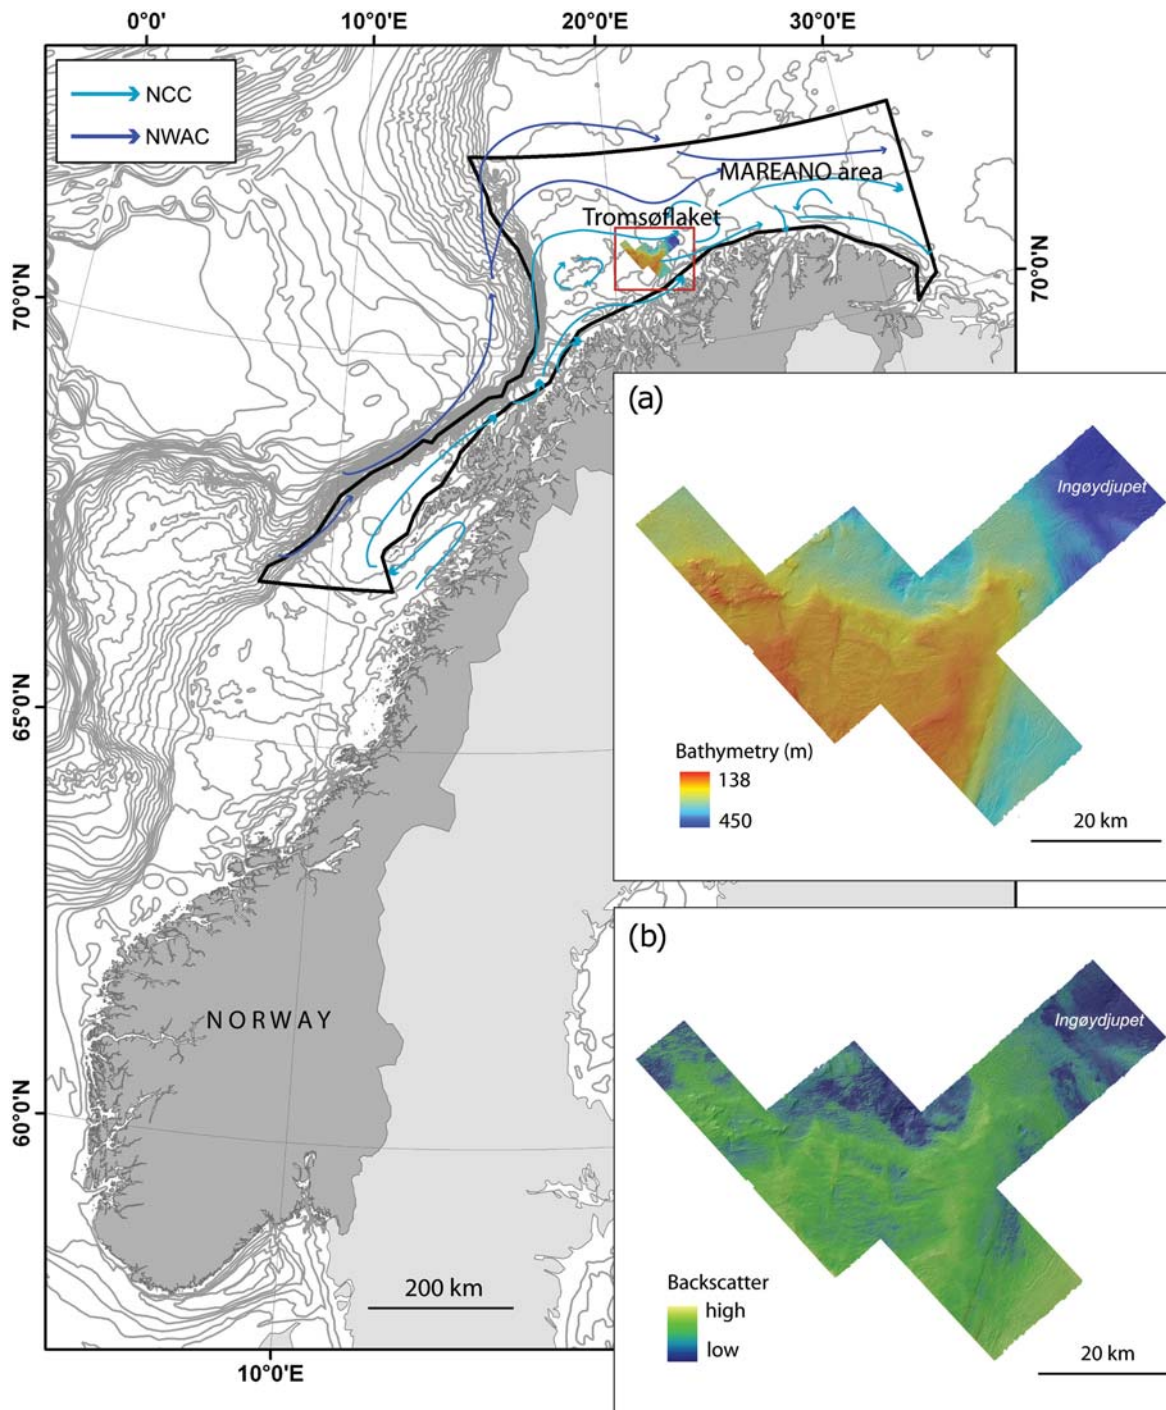 0°0' 10°0'E 20°0'E 30°0'E
NCC
NWAC
MAREANO area
Tromsøflaket
70°0'N
70°0'N
(a)
Ingøydjupet
65°0'N
Bathymetry (m)
138
450
20 km
(b)
NORWAY
Ingøydjupet
60°0'N
200 km
Backscatter
high
low
20 km
10°0'E